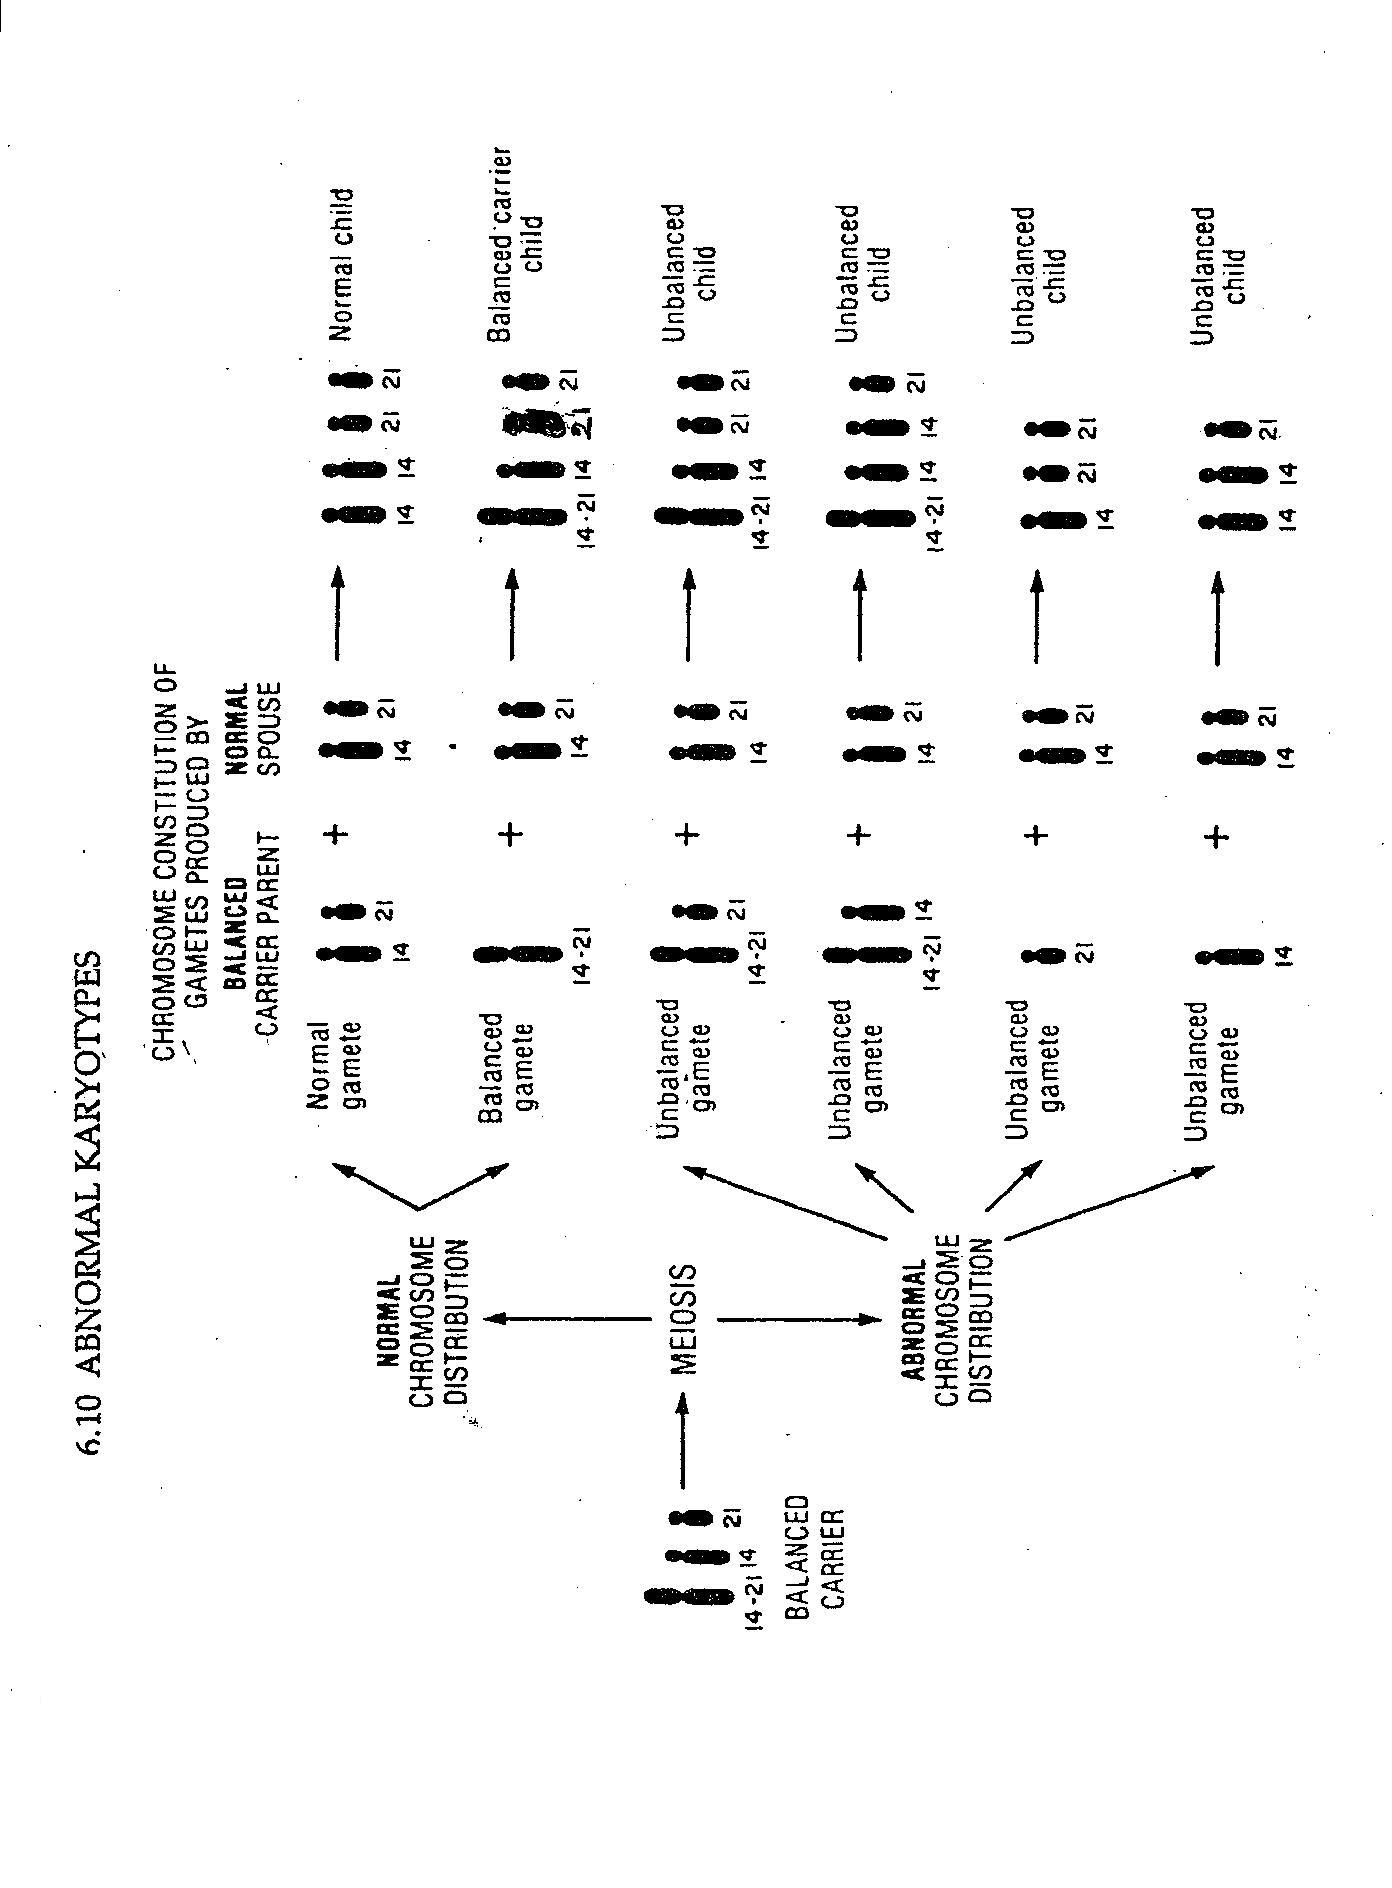 6.10 ABNORMAL KARYOTYPES
CHROMOSOME CONSTITUTION OF
GAMETES PRODUCED BY
BALANCED NORMAL
CARRIER PARENT SPOUSE
Normal
gamete
14 21 + 14 21
14 14 21 21
Normal child
Balanced
gamete
14-21 + 14 21
14-21 14 21 21
Balanced carrier
child
Unbalanced
gamete
14-21 21 + 14 21
14-21 14 21 21
Unbalanced
child
Unbalanced
gamete
14-21 14 + 14 21
14-21 14 14 21
Unbalanced
child
Unbalanced
gamete
21 + 14 21
14 21 21
Unbalanced
child
Unbalanced
gamete
14 + 14 21
14 14 21
Unbalanced
child
NORMAL
CHROMOSOME
DISTRIBUTION
MEIOSIS
ABNORMAL
CHROMOSOME
DISTRIBUTION
14-21 14 21
BALANCED
CARRIER